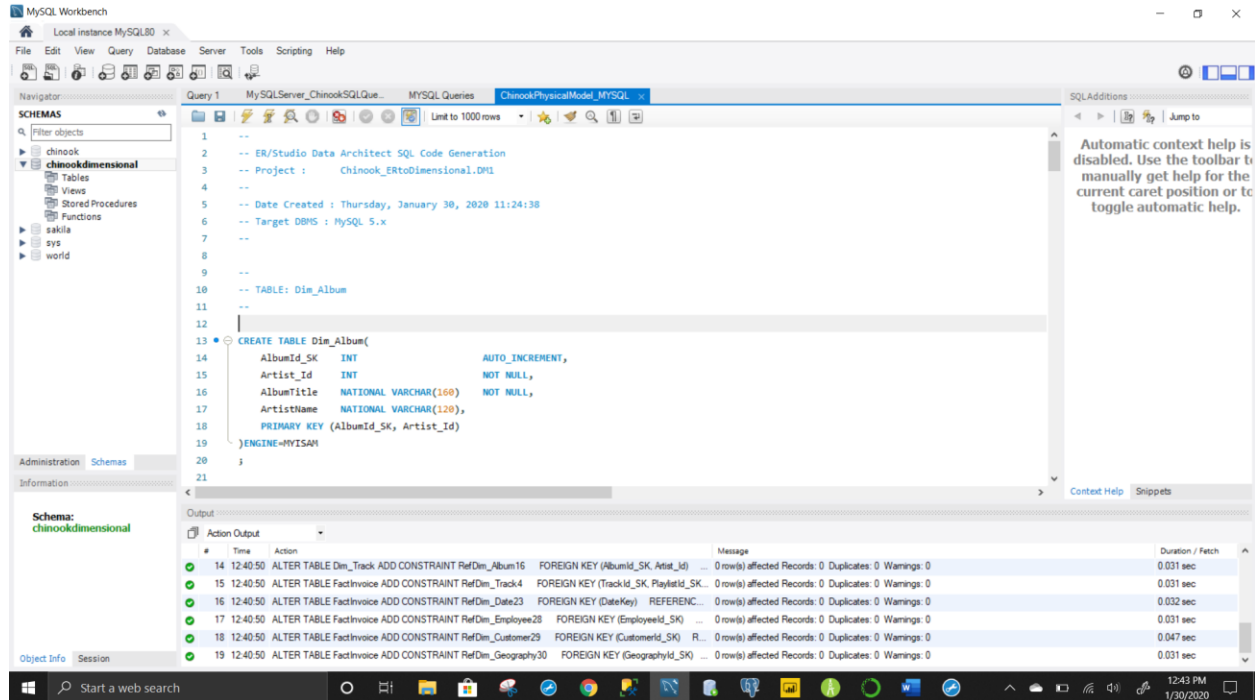 MySQL Workbench
Local instance MySQL80
File Edit View Query Database Server Tools Scripting Help
Navigator
SCHEMAS
Filter objects
chinook
chinookdimensional
Tables
Views
Stored Procedures
Functions
sakila
sys
world
Administration Schemas
Information
Schema:
chinookdimensional
Object Info Session
Query 1 MySQLServer_ChinookSQLQue... MYSQL Queries ChinookPhysicalModel_MYSQL
Limit to 1000 rows
1 --
2 -- ER/Studio Data Architect SQL Code Generation
3 -- Project : Chinook_ERtoDimensional.DM1
4 --
5 -- Date Created : Thursday, January 30, 2020 11:24:38
6 -- Target DBMS : MySQL 5.x
7 --
8
9 --
10 -- TABLE: Dim_Album
11 --
12
13 CREATE TABLE Dim_Album(
14 AlbumId_SK INT AUTO_INCREMENT,
15 Artist_Id INT NOT NULL,
16 AlbumTitle NATIONAL VARCHAR(160) NOT NULL,
17 ArtistName NATIONAL VARCHAR(120),
18 PRIMARY KEY (AlbumId_SK, Artist_Id)
19 )ENGINE=MYISAM
20 ;
21
SQLAdditions
Jump to
Automatic context help is
disabled. Use the toolbar to
manually get help for the
current caret position or to
toggle automatic help.
Context Help Snippets
Output
Action Output
# Time Action Message Duration / Fetch
14 12:40:50 ALTER TABLE Dim_Track ADD CONSTRAINT RefDim_Album16 FOREIGN KEY (AlbumId_SK, Artist_Id) ... 0 row(s) affected Records: 0 Duplicates: 0 Warnings: 0 0.031 sec
15 12:40:50 ALTER TABLE FactInvoice ADD CONSTRAINT RefDim_Track4 FOREIGN KEY (TrackId_SK, PlaylistId_SK... 0 row(s) affected Records: 0 Duplicates: 0 Warnings: 0 0.031 sec
16 12:40:50 ALTER TABLE FactInvoice ADD CONSTRAINT RefDim_Date23 FOREIGN KEY (DateKey) REFERENC... 0 row(s) affected Records: 0 Duplicates: 0 Warnings: 0 0.032 sec
17 12:40:50 ALTER TABLE FactInvoice ADD CONSTRAINT RefDim_Employee28 FOREIGN KEY (EmployeeId_SK) ... 0 row(s) affected Records: 0 Duplicates: 0 Warnings: 0 0.031 sec
18 12:40:50 ALTER TABLE FactInvoice ADD CONSTRAINT RefDim_Customer29 FOREIGN KEY (CustomerId_SK) R... 0 row(s) affected Records: 0 Duplicates: 0 Warnings: 0 0.047 sec
19 12:40:50 ALTER TABLE FactInvoice ADD CONSTRAINT RefDim_Geography30 FOREIGN KEY (GeographyId_SK) ... 0 row(s) affected Records: 0 Duplicates: 0 Warnings: 0 0.031 sec
Start a web search
12:43 PM
1/30/2020